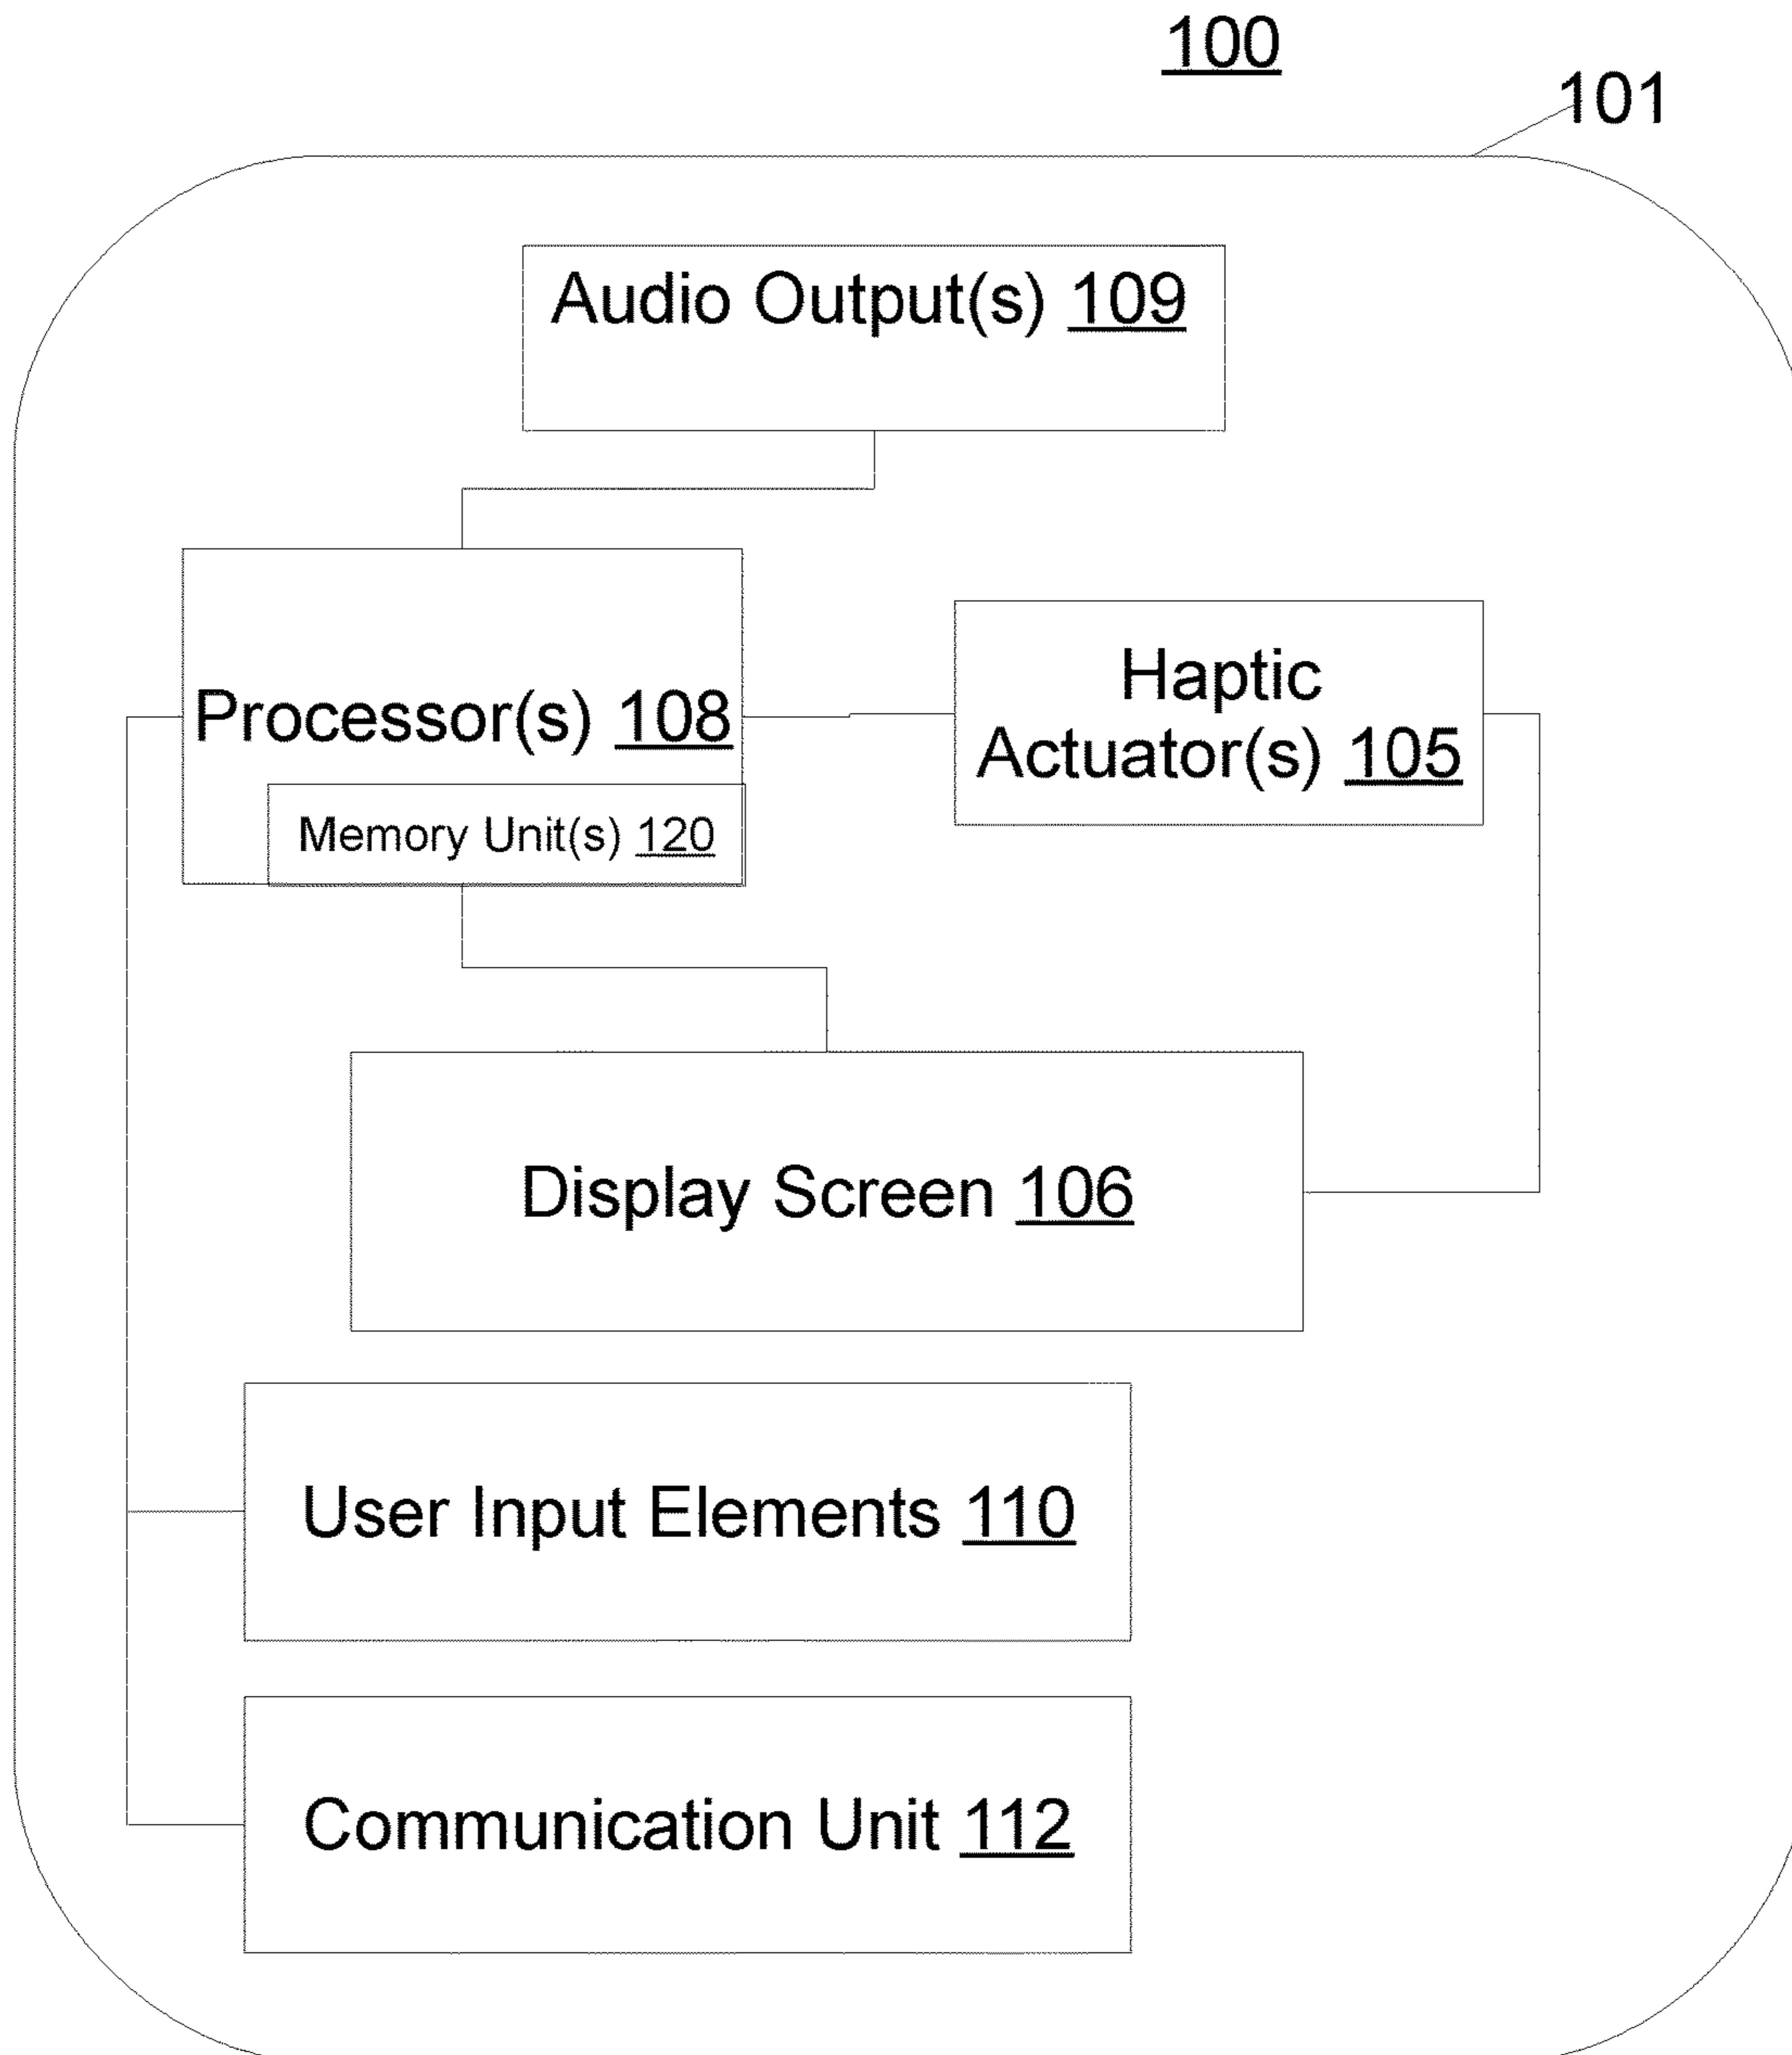 100
101
Audio Output(s) 109
Processor(s) 108
Memory Unit(s) 120
Haptic
Actuator(s) 105
Display Screen 106
User Input Elements 110
Communication Unit 112